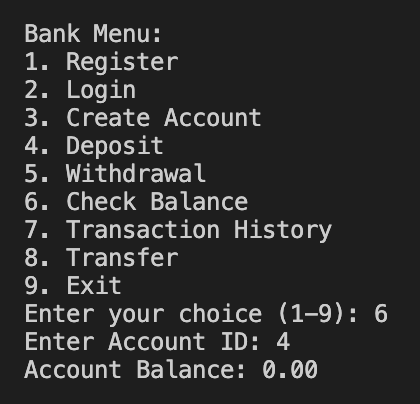 Bank Menu:
1. Register
2. Login
3. Create Account
4. Deposit
5. Withdrawal
6. Check Balance
7. Transaction History
8. Transfer
9. Exit
Enter your choice (1-9): 6
Enter Account ID: 4
Account Balance: 0.00